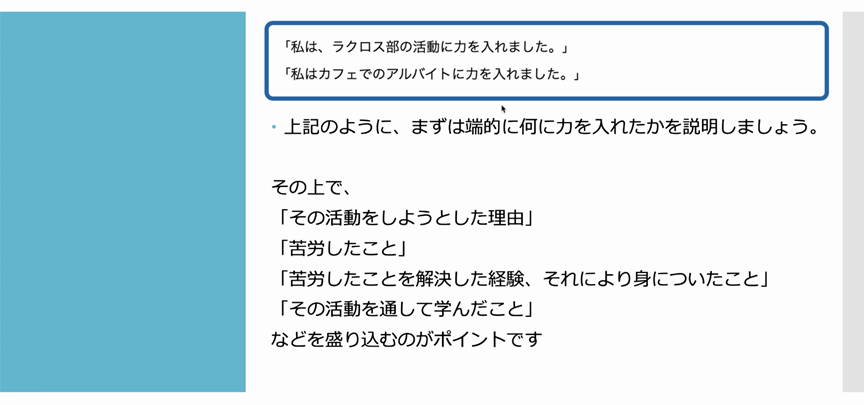 「私は、ラクロス部の活動に力を入れました。」
「私はカフェでのアルバイトに力を入れました。」
・上記のように、まずは端的に何に力を入れたかを説明しましょう。
その上で、
「その活動をしようとした理由」
「苦労したこと」
「苦労したことを解決した経験、それにより身についたこと」
「その活動を通して学んだこと」
などを盛り込むのがポイントです